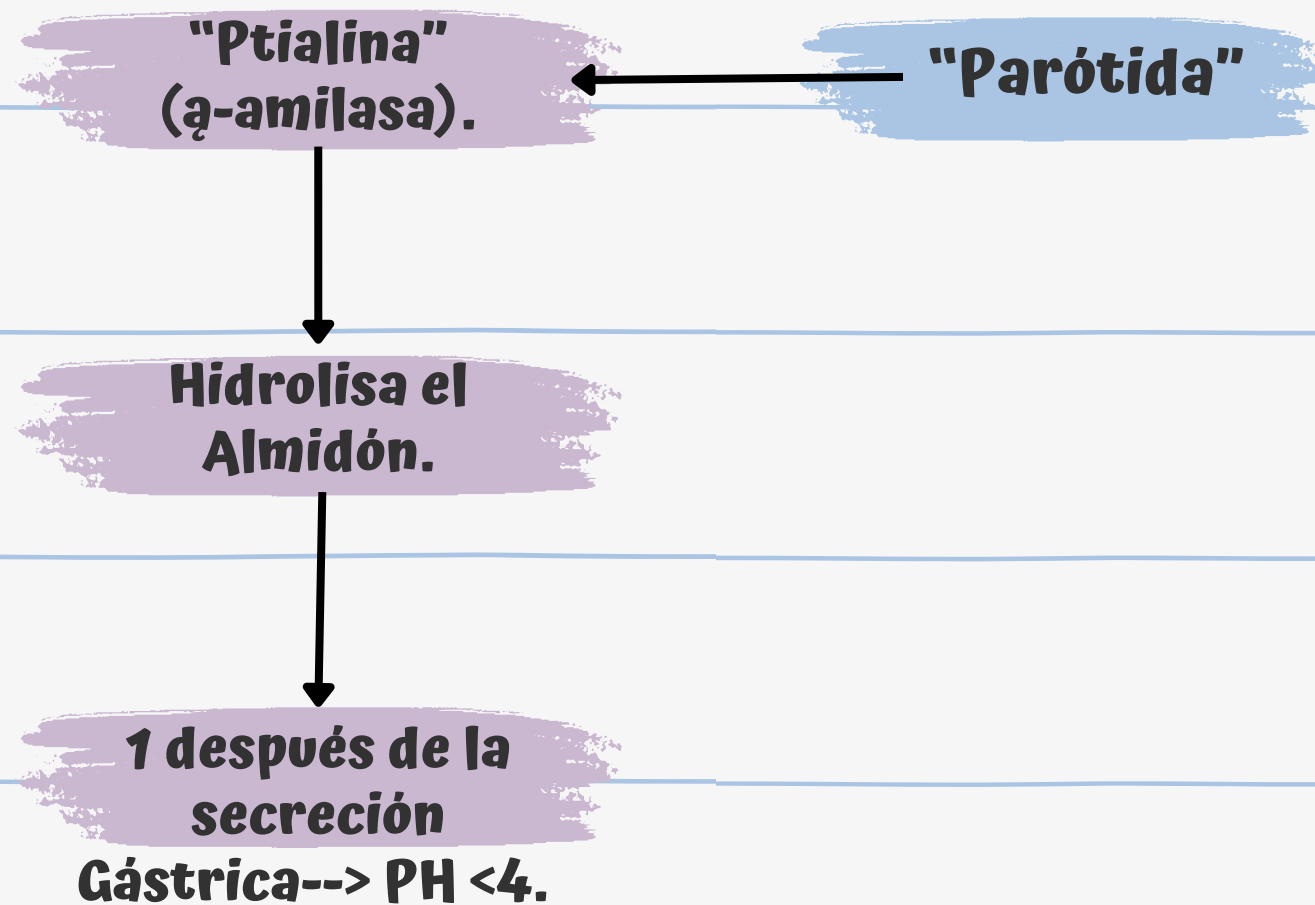 “Ptialina”
(ą-amilasa).
“Parótida”
Hidrolisa el
Almidón.
1 después de la
secreción
Gástrica--> PH <4.